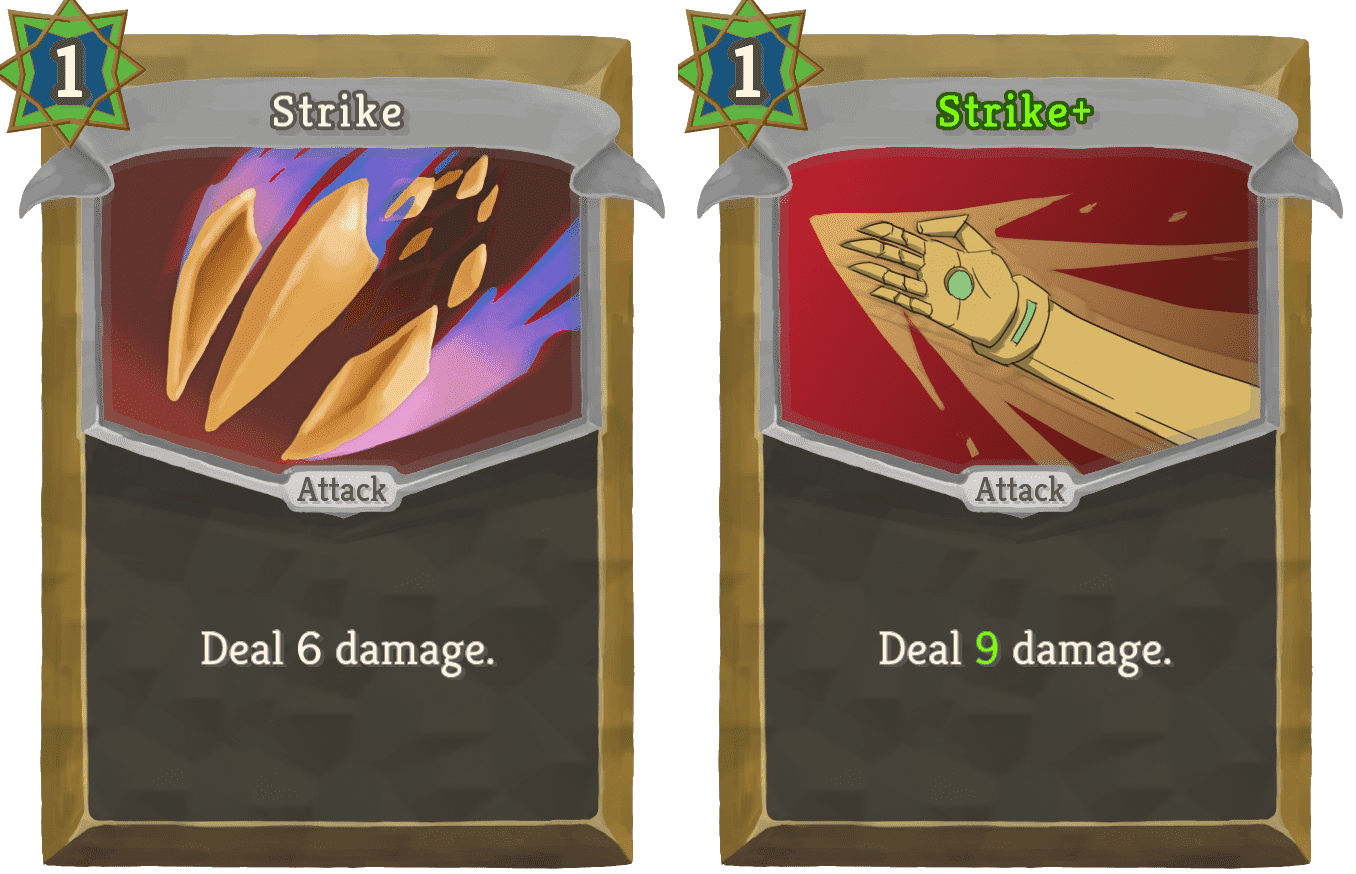 1
Strike
Attack
Deal 6 damage.
1
Strike+
Attack
Deal 9 damage.